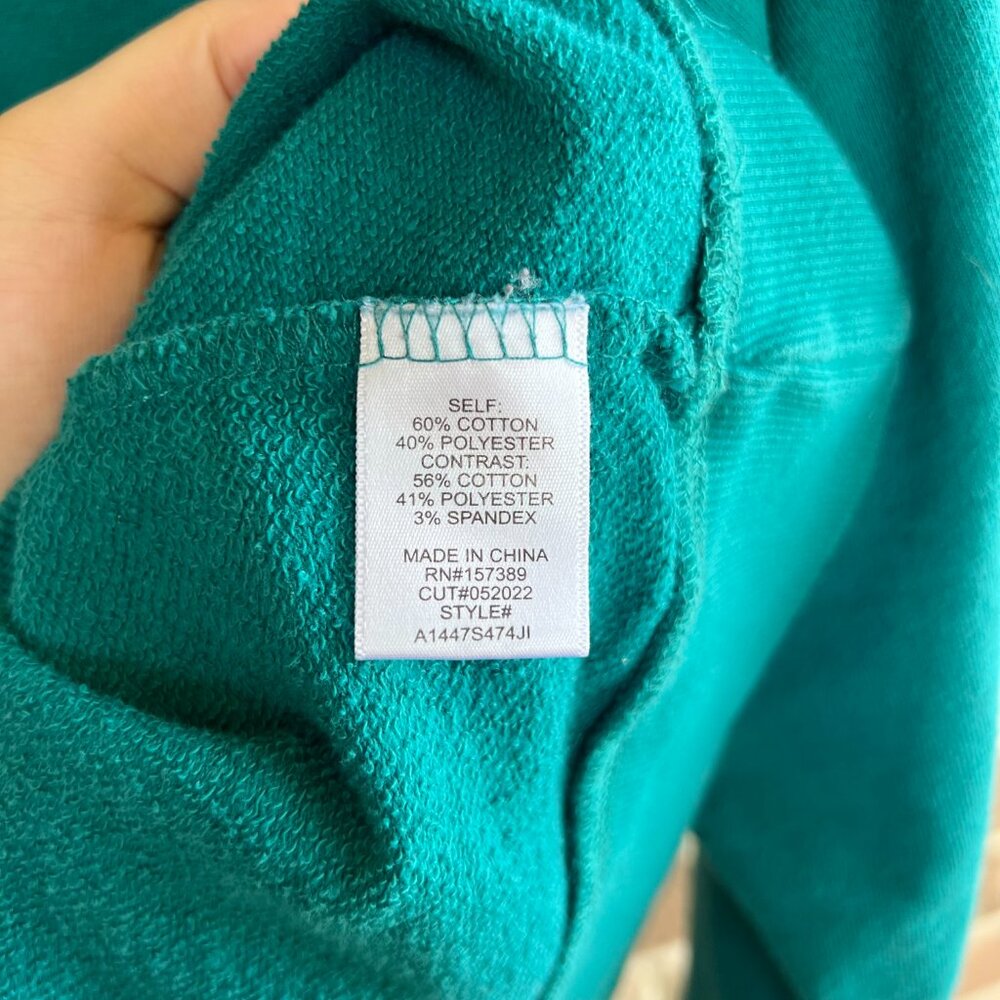 SELF:
60% COTTON
40% POLYESTER
CONTRAST:
56% COTTON
41% POLYESTER
3% SPANDEX
MADE IN CHINA
RN#157389
CUT#052022
STYLE#
A1447S474JI